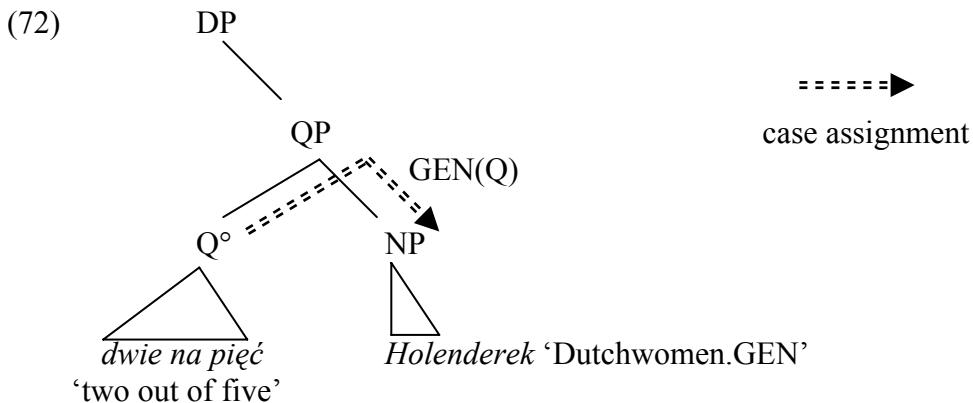 (72) DP
QP
case assignment
GEN(Q)
Q° NP
dwie na pięć Holenderek ‘Dutchwomen.GEN’
‘two out of five’